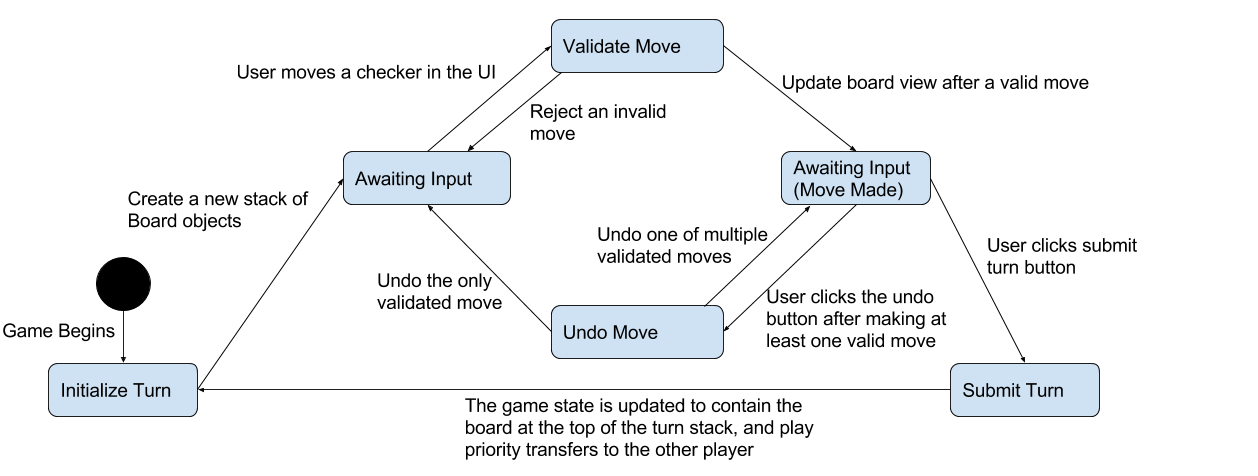 Validate Move
User moves a checker in the UI
Update board view after a valid move
Reject an invalid
move
Awaiting Input
Awaiting Input
(Move Made)
Create a new stack of
Board objects
Undo one of multiple
validated moves
User clicks submit
turn button
Undo the only
validated move
User clicks the undo
button after making at
least one valid move
Game Begins
Undo Move
Initialize Turn
Submit Turn
The game state is updated to contain the
board at the top of the turn stack, and play
priority transfers to the other player